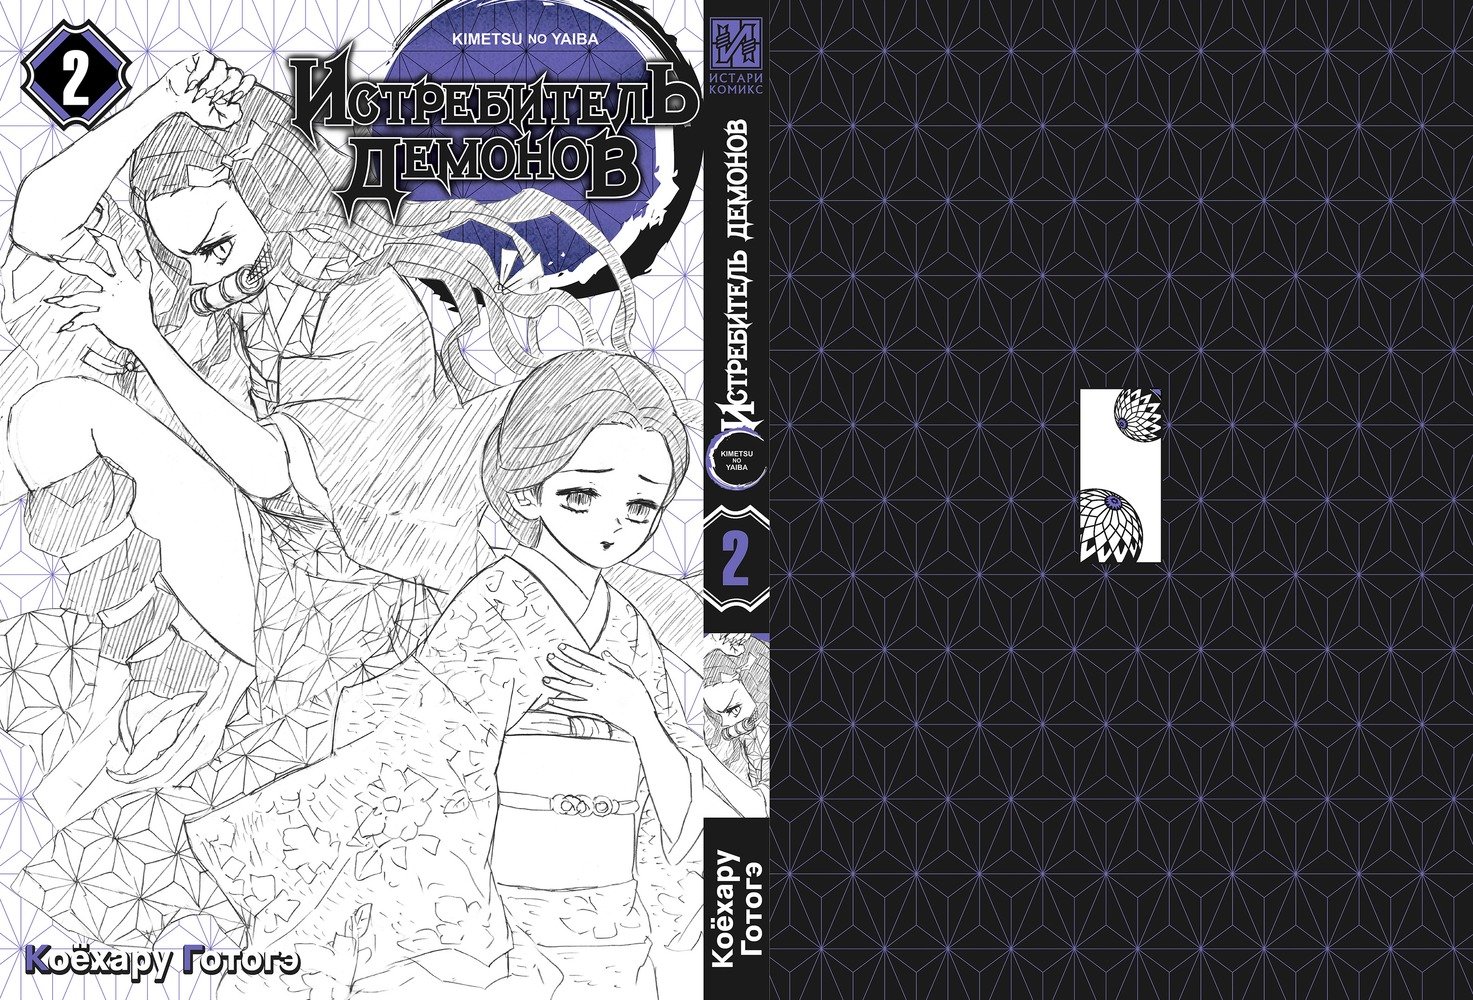 2
KIMETSU NO YAIBA
ИСТРЕБИТЕЛЬ
ДЕМОНОВ
Коёхару Готогэ
ИСТАРИ
КОМИКС
ИСТРЕБИТЕЛЬ ДЕМОНОВ
KIMETSU
NO
YAIBA
2
Коёхару
Готогэ